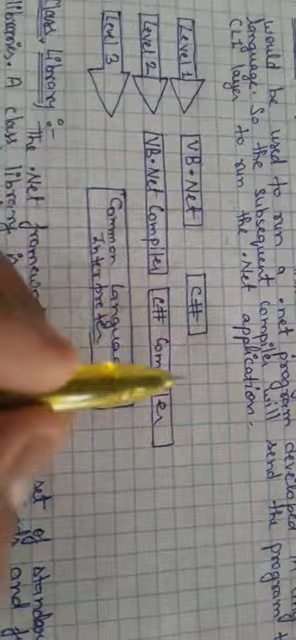 would be used to run a .net program developed in any
language. So the subsequent compiler will send the program
CLI layer to run the .Net application.
Level 1 VB.Net C#
Level 2 VB.Net Compiler C# Com er
Level 3 Common Language
Interpreter
Class Library :- The .Net framework set of standard
libraries. A class library and